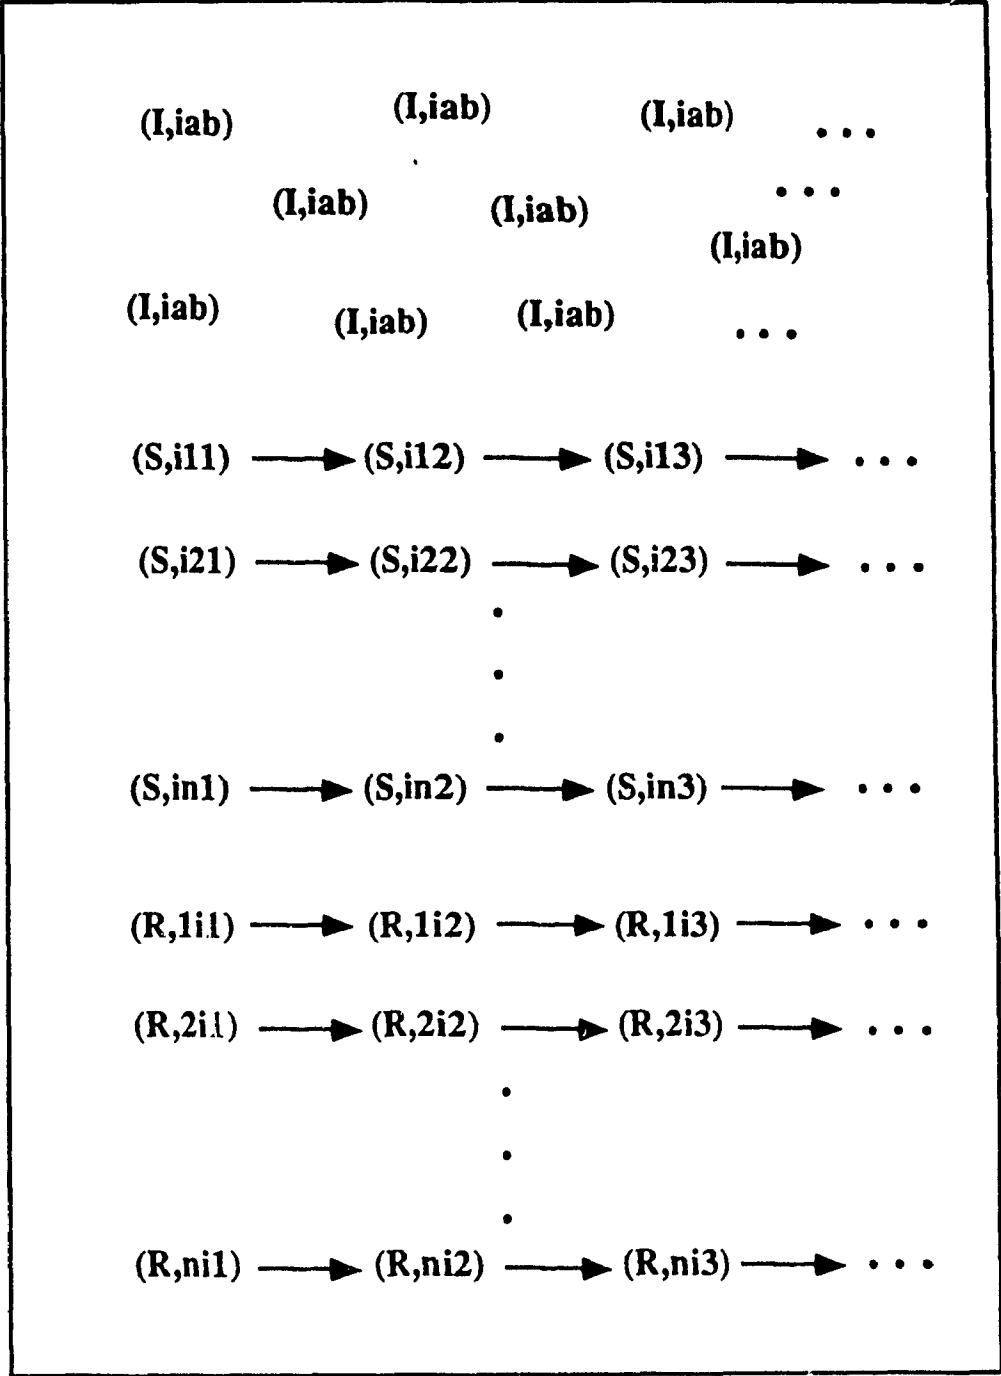 (I,iab) (I,iab) (I,iab) . . .
(I,iab) (I,iab) . . .
(I,iab)
(I,iab) (I,iab) (I,iab) . . .
(S,i11) (S,i12) (S,i13) . . .
(S,i21) (S,i22) (S,i23) . . .
.
.
.
(S,in1) (S,in2) (S,in3) . . .
(R,1i1) (R,1i2) (R,1i3) . . .
(R,2i1) (R,2i2) (R,2i3) . . .
.
.
.
(R,ni1) (R,ni2) (R,ni3) . . .